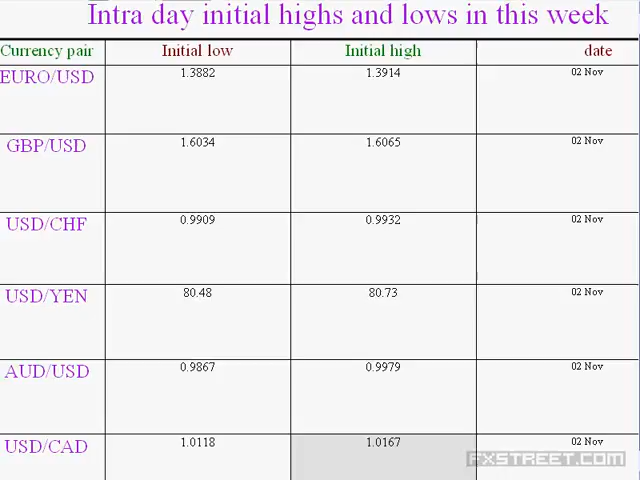 Intra day initial highs and lows in this week
Currency pair Initial low Initial high date
EURO/USD 1.3882 1.3914 02 Nov
GBP/USD 1.6034 1.6065 02 Nov
USD/CHF 0.9909 0.9932 02 Nov
USD/YEN 80.48 80.73 02 Nov
AUD/USD 0.9867 0.9979 02 Nov
USD/CAD 1.0118 1.0167 02 Nov
FXSTREET.COM